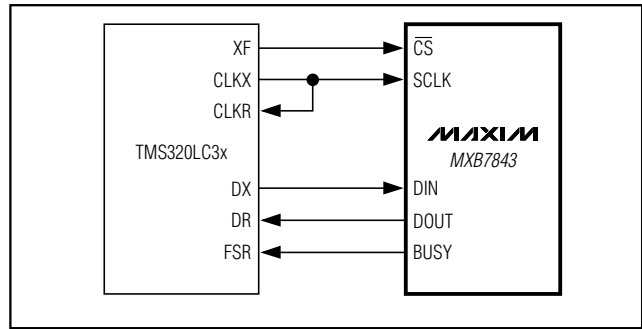 XF
CS
CLKX
SCLK
CLKR
MAXIM
TMS320LC3x
MXB7843
DX
DIN
DR
DOUT
FSR
BUSY